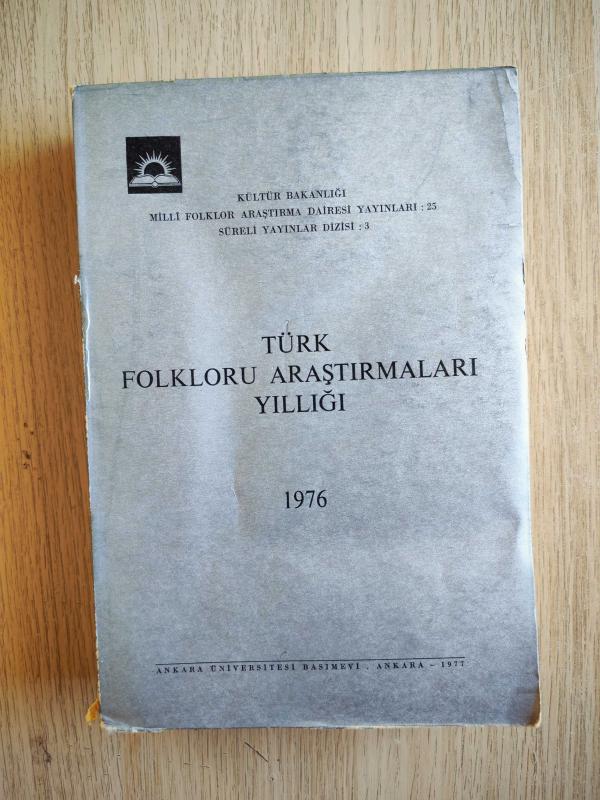 KÜLTÜR BAKANLIĞI
MİLLÎ FOLKLOR ARAŞTIRMA DAİRESİ YAYINLARI : 25
SÜRELİ YAYINLAR DİZİSİ : 3
TÜRK
FOLKLORU ARAŞTIRMALARI
YILLIĞI
1976
ANKARA ÜNİVERSİTESİ BASIMEVİ . ANKARA – 1977